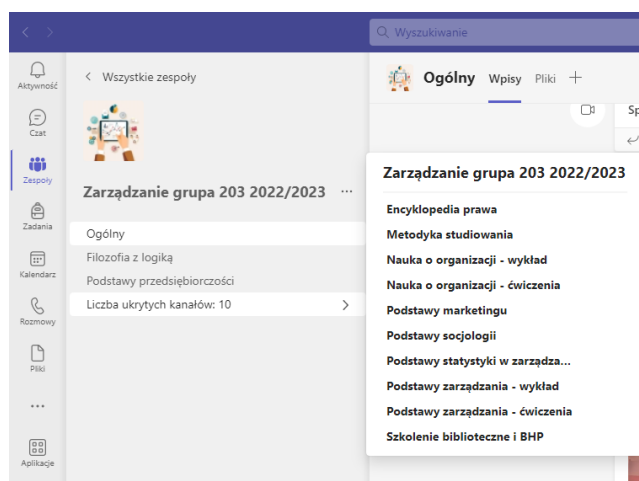 Wyszukiwanie
Aktywność
Czat
Zespoły
Zadania
Kalendarz
Rozmowy
Pliki
Aplikacje
Wszystkie zespoły
Zarządzanie grupa 203 2022/2023 ...
Ogólny
Filozofia z logiką
Podstawy przedsiębiorczości
Liczba ukrytych kanałów: 10
Ogólny Wpisy Pliki +
Sp
Zarządzanie grupa 203 2022/2023
Encyklopedia prawa
Metodyka studiowania
Nauka o organizacji - wykład
Nauka o organizacji - ćwiczenia
Podstawy marketingu
Podstawy socjologii
Podstawy statystyki w zarządza...
Podstawy zarządzania - wykład
Podstawy zarządzania - ćwiczenia
Szkolenie biblioteczne i BHP